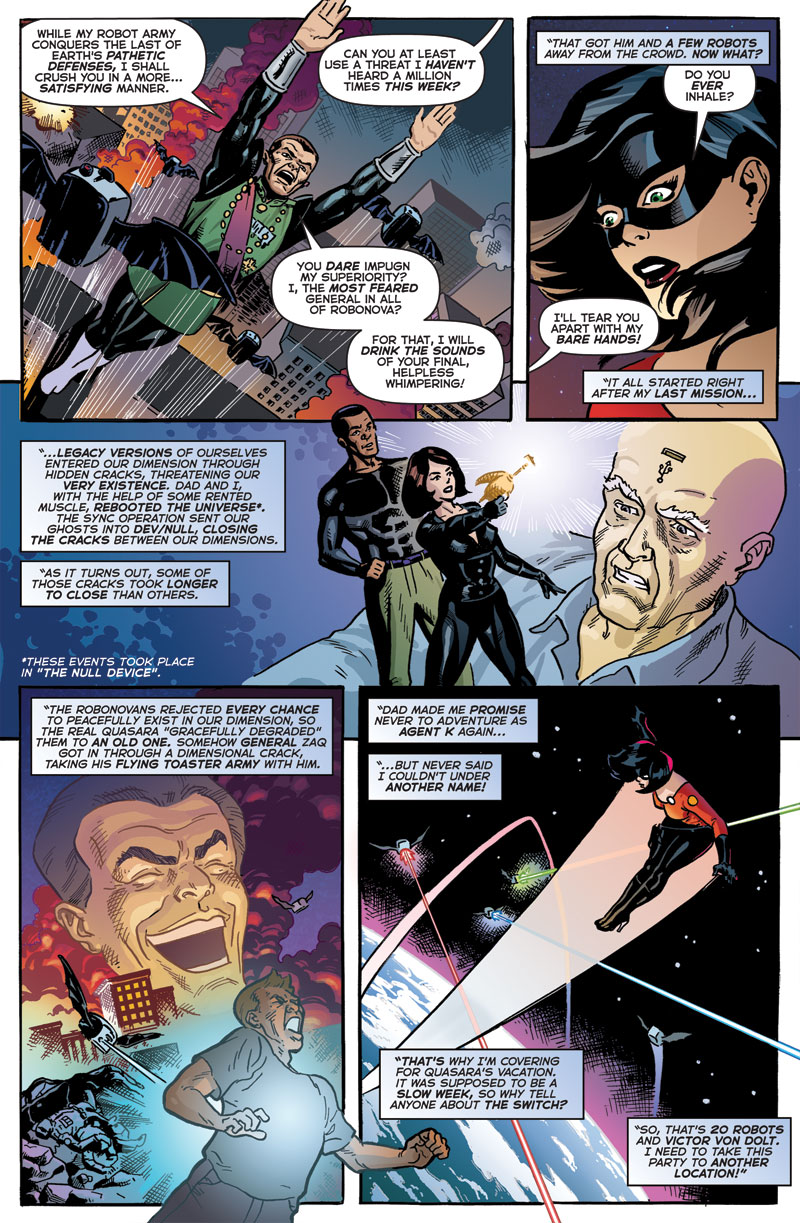 WHILE MY ROBOT ARMY
CONQUERS THE LAST OF
EARTH'S PATHETIC
DEFENSES, I SHALL
CRUSH YOU IN A MORE...
SATISFYING MANNER.
CAN YOU AT LEAST
USE A THREAT I HAVEN'T
HEARD A MILLION
TIMES THIS WEEK?
YOU DARE IMPUGN
MY SUPERIORITY?
I, THE MOST FEARED
GENERAL IN ALL
OF ROBONOVA?
FOR THAT, I WILL
DRINK THE SOUNDS
OF YOUR FINAL,
HELPLESS
WHIMPERING!
"THAT GOT HIM AND A FEW ROBOTS
AWAY FROM THE CROWD. NOW WHAT?
DO YOU
EVER
INHALE?
I'LL TEAR YOU
APART WITH MY
BARE HANDS!
"IT ALL STARTED RIGHT
AFTER MY LAST MISSION...
"...LEGACY VERSIONS OF OURSELVES
ENTERED OUR DIMENSION THROUGH
HIDDEN CRACKS, THREATENING OUR
VERY EXISTENCE. DAD AND I,
WITH THE HELP OF SOME RENTED
MUSCLE, REBOOTED THE UNIVERSE*.
THE SYNC OPERATION SENT OUR
GHOSTS INTO DEV/NULL, CLOSING
THE CRACKS BETWEEN OUR DIMENSIONS.
"AS IT TURNS OUT, SOME OF
THOSE CRACKS TOOK LONGER
TO CLOSE THAN OTHERS.
*THESE EVENTS TOOK PLACE
IN "THE NULL DEVICE".
"THE ROBONOVANS REJECTED EVERY CHANCE
TO PEACEFULLY EXIST IN OUR DIMENSION, SO
THE REAL QUASARA "GRACEFULLY DEGRADED"
THEM TO AN OLD ONE. SOMEHOW GENERAL ZAQ
GOT IN THROUGH A DIMENSIONAL CRACK,
TAKING HIS FLYING TOASTER ARMY WITH HIM.
"DAD MADE ME PROMISE
NEVER TO ADVENTURE AS
AGENT K AGAIN...
"...BUT NEVER SAID
I COULDN'T UNDER
ANOTHER NAME!
"THAT'S WHY I'M COVERING
FOR QUASARA'S VACATION.
IT WAS SUPPOSED TO BE A
SLOW WEEK, SO WHY TELL
ANYONE ABOUT THE SWITCH?
"SO, THAT'S 20 ROBOTS
AND VICTOR VON DOLT.
I NEED TO TAKE THIS
PARTY TO ANOTHER
LOCATION!"